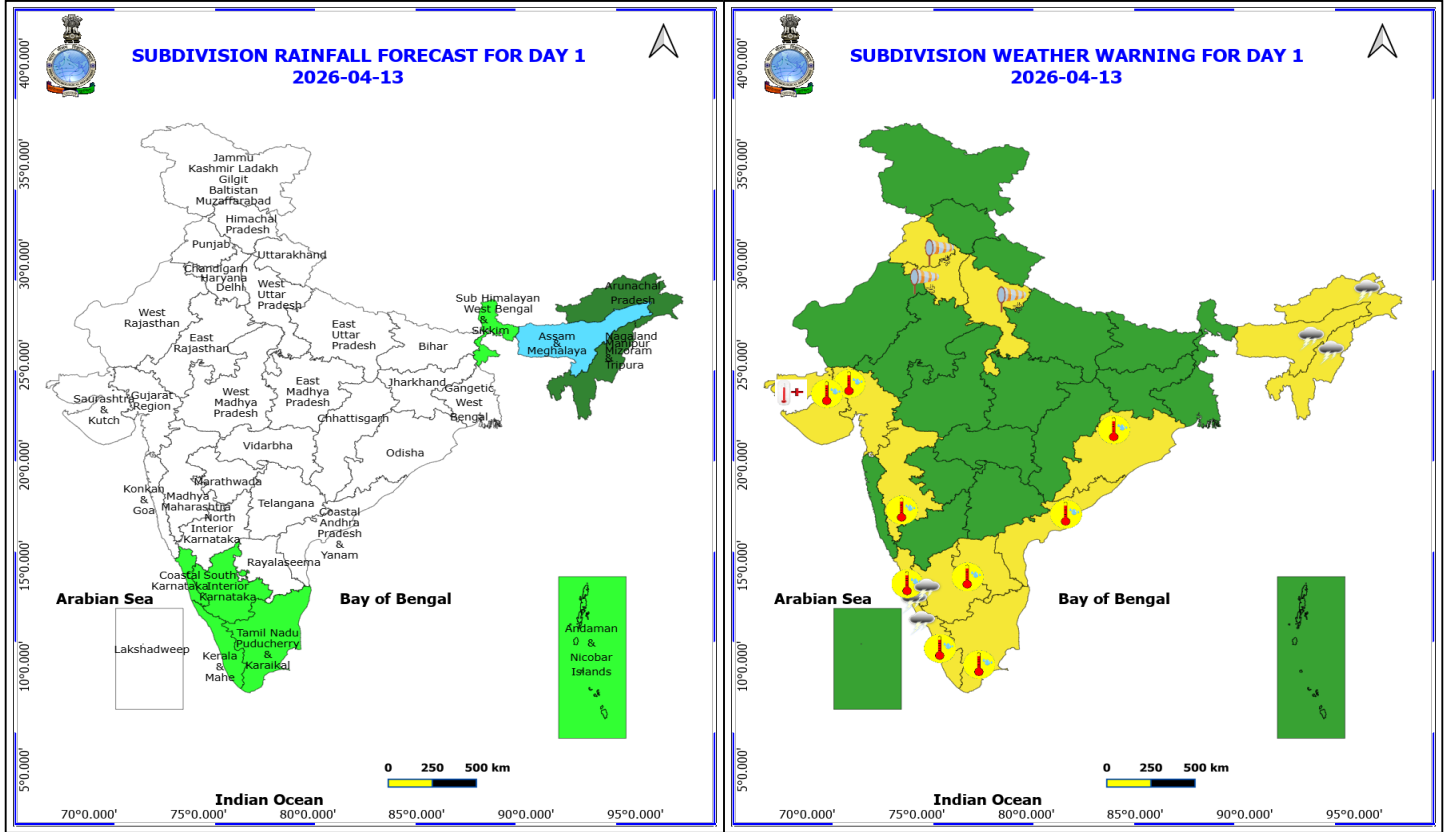 SUBDIVISION RAINFALL FORECAST FOR DAY 1
2026-04-13
40°0.000'
35°0.000'
30°0.000'
25°0.000'
20°0.000'
15°0.000'
10°0.000'
5°0.000'
Jammu
Kashmir Ladakh
Gilgit
Baltistan
Muzaffarabad
Himachal
Pradesh
Punjab
Uttarakhand
Chandigarh
Haryana
Delhi
West
Uttar
Pradesh
West
Rajasthan
East
Rajasthan
East
Uttar
Pradesh
Bihar
Sub Himalayan
West Bengal
&
Sikkim
Arunachal
Pradesh
Assam
&
Meghalaya
Nagaland
Manipur
Mizoram
&
Tripura
Saurashtra
&
Kutch
Gujarat
Region
West
Madhya
Pradesh
East
Madhya
Pradesh
Jharkhand
Gangetic
West
Bengal
Chhattisgarh
Vidarbha
Odisha
Konkan
&
Goa
Madhya
Maharashtra
Marathwada
Telangana
North
Interior
Karnataka
Coastal
Andhra
Pradesh
&
Yanam
Rayalaseema
Coastal
Karnataka
South
Interior
Karnataka
Arabian Sea
Bay of Bengal
Lakshadweep
Kerala
&
Mahe
Tamil Nadu
Puducherry
&
Karaikal
Andaman
&
Nicobar
Islands
0 250 500 km
Indian Ocean
70°0.000' 75°0.000' 80°0.000' 85°0.000' 90°0.000' 95°0.000'
SUBDIVISION WEATHER WARNING FOR DAY 1
2026-04-13
40°0.000'
35°0.000'
30°0.000'
25°0.000'
20°0.000'
15°0.000'
10°0.000'
5°0.000'
Arabian Sea
Bay of Bengal
0 250 500 km
Indian Ocean
70°0.000' 75°0.000' 80°0.000' 85°0.000' 90°0.000' 95°0.000'